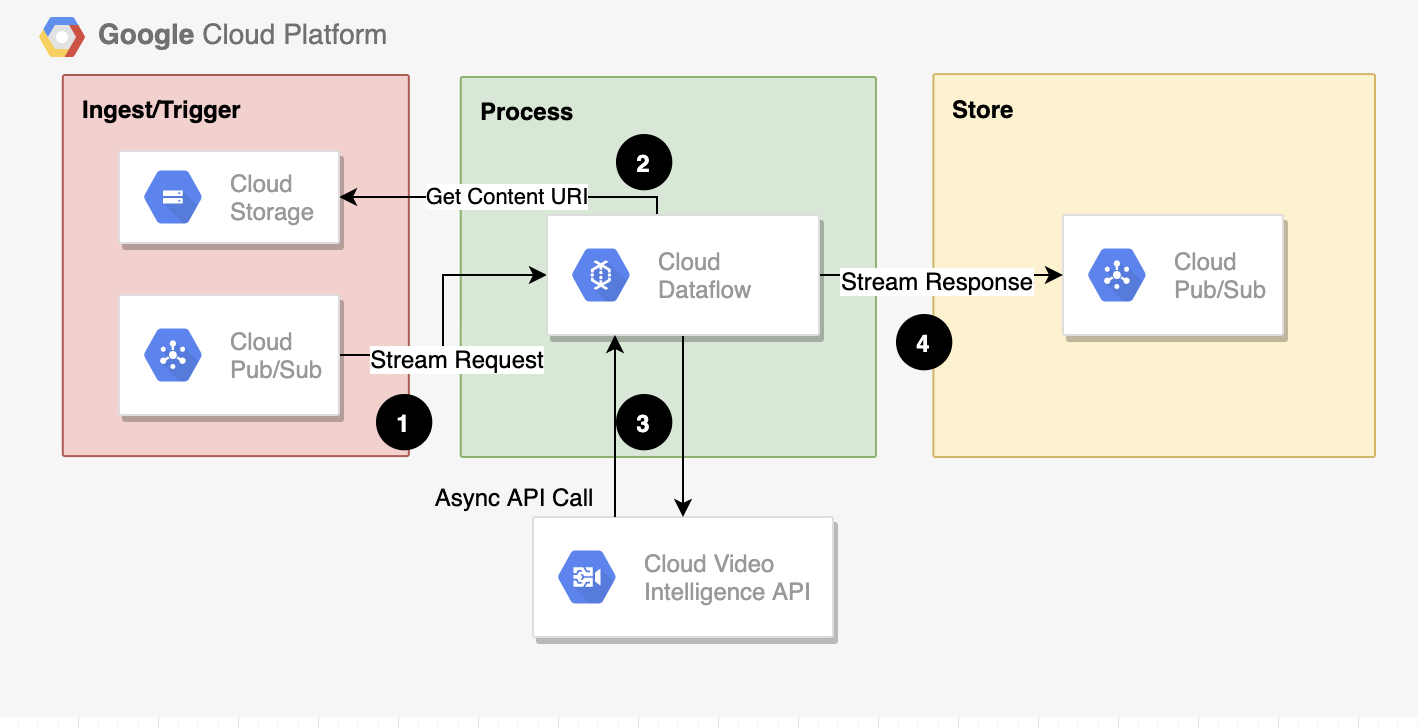 Google Cloud Platform
Ingest/Trigger
Cloud
Storage
Cloud
Pub/Sub
Stream Request
1
Process
2
Get Content URI
Cloud
Dataflow
3
Async API Call
Cloud Video
Intelligence API
Stream Response
4
Store
Cloud
Pub/Sub